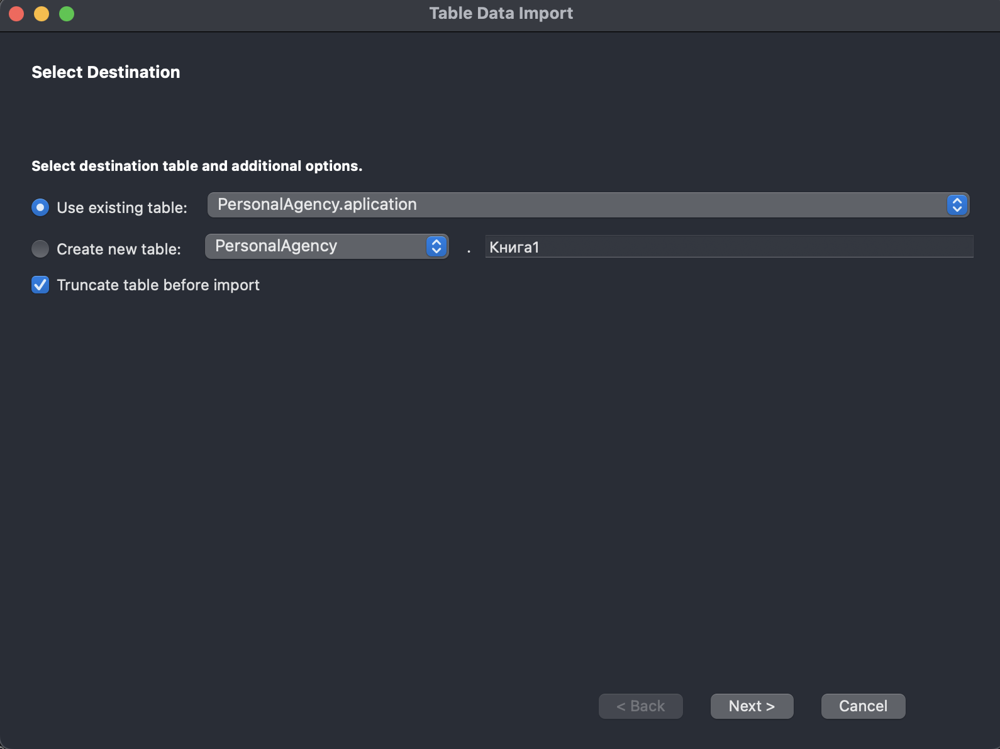 Table Data Import
Select Destination
Select destination table and additional options.
Use existing table: PersonalAgency.aplication
Create new table: PersonalAgency . Книга1
Truncate table before import
< Back Next > Cancel